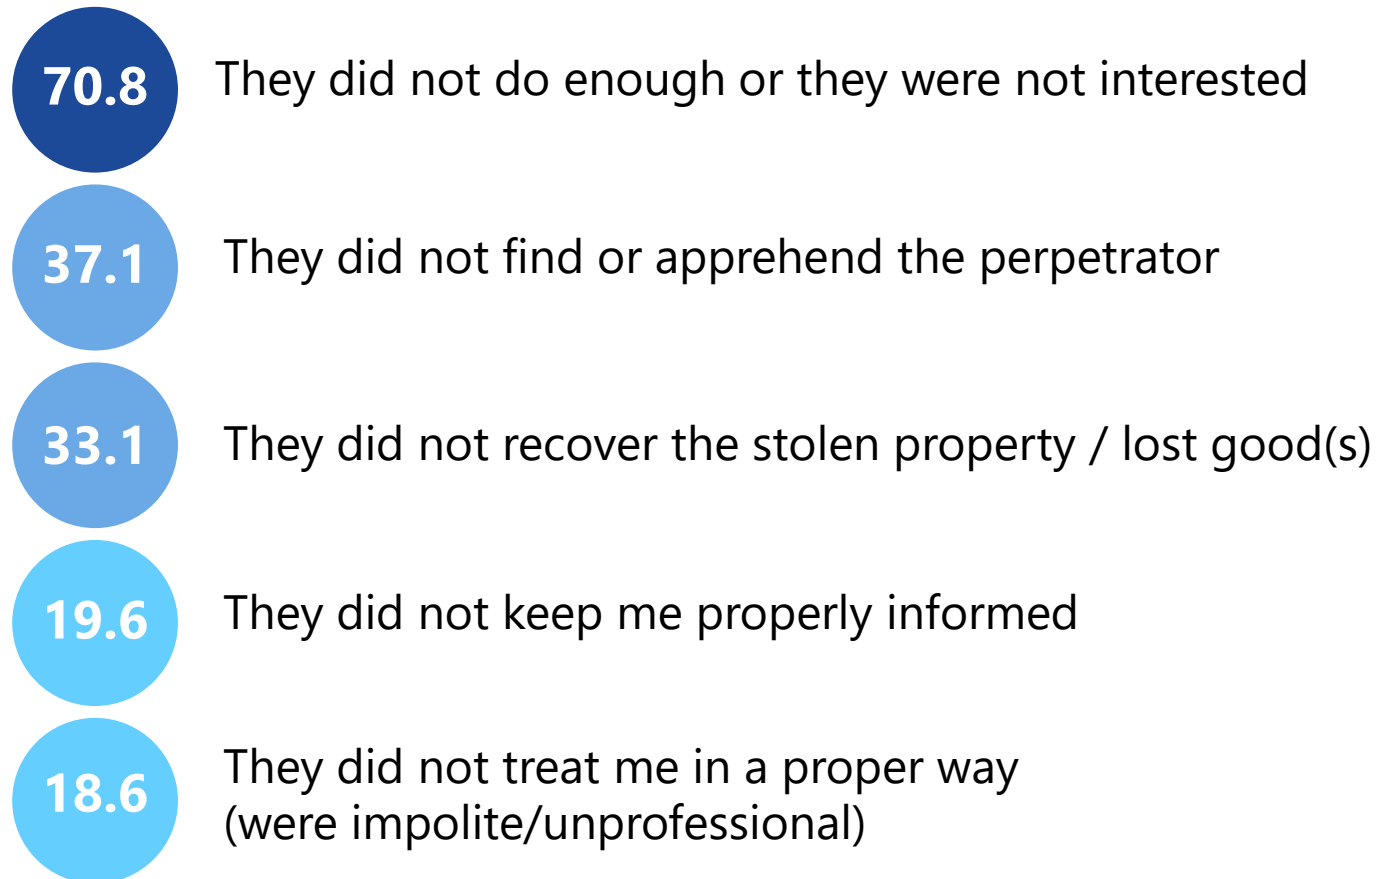 70.8 They did not do enough or they were not interested
37.1 They did not find or apprehend the perpetrator
33.1 They did not recover the stolen property / lost good(s)
19.6 They did not keep me properly informed
18.6 They did not treat me in a proper way
(were impolite/unprofessional)